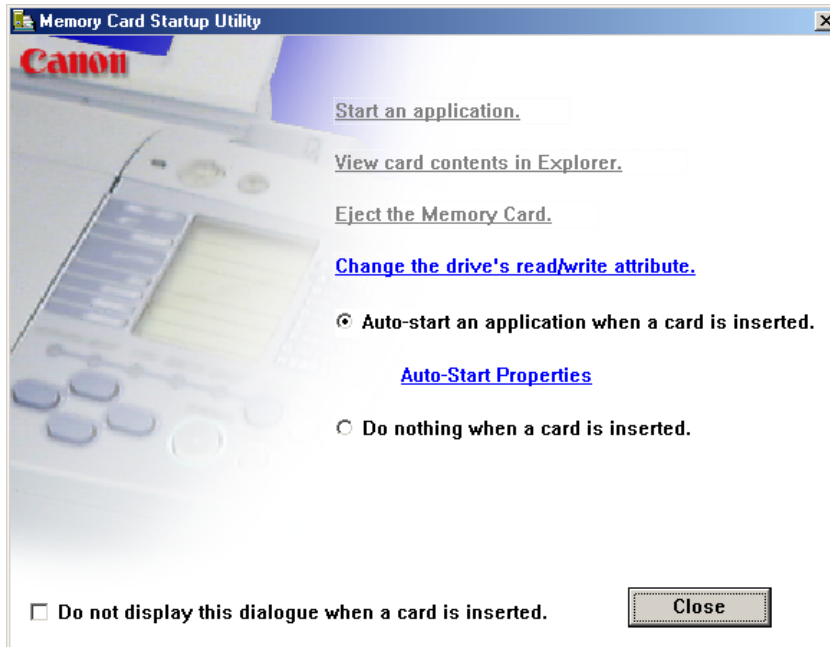 Memory Card Startup Utility
Canon
Start an application.
View card contents in Explorer.
Eject the Memory Card.
Change the drive's read/write attribute.
Auto-start an application when a card is inserted.
Auto-Start Properties
Do nothing when a card is inserted.
Do not display this dialogue when a card is inserted.
Close